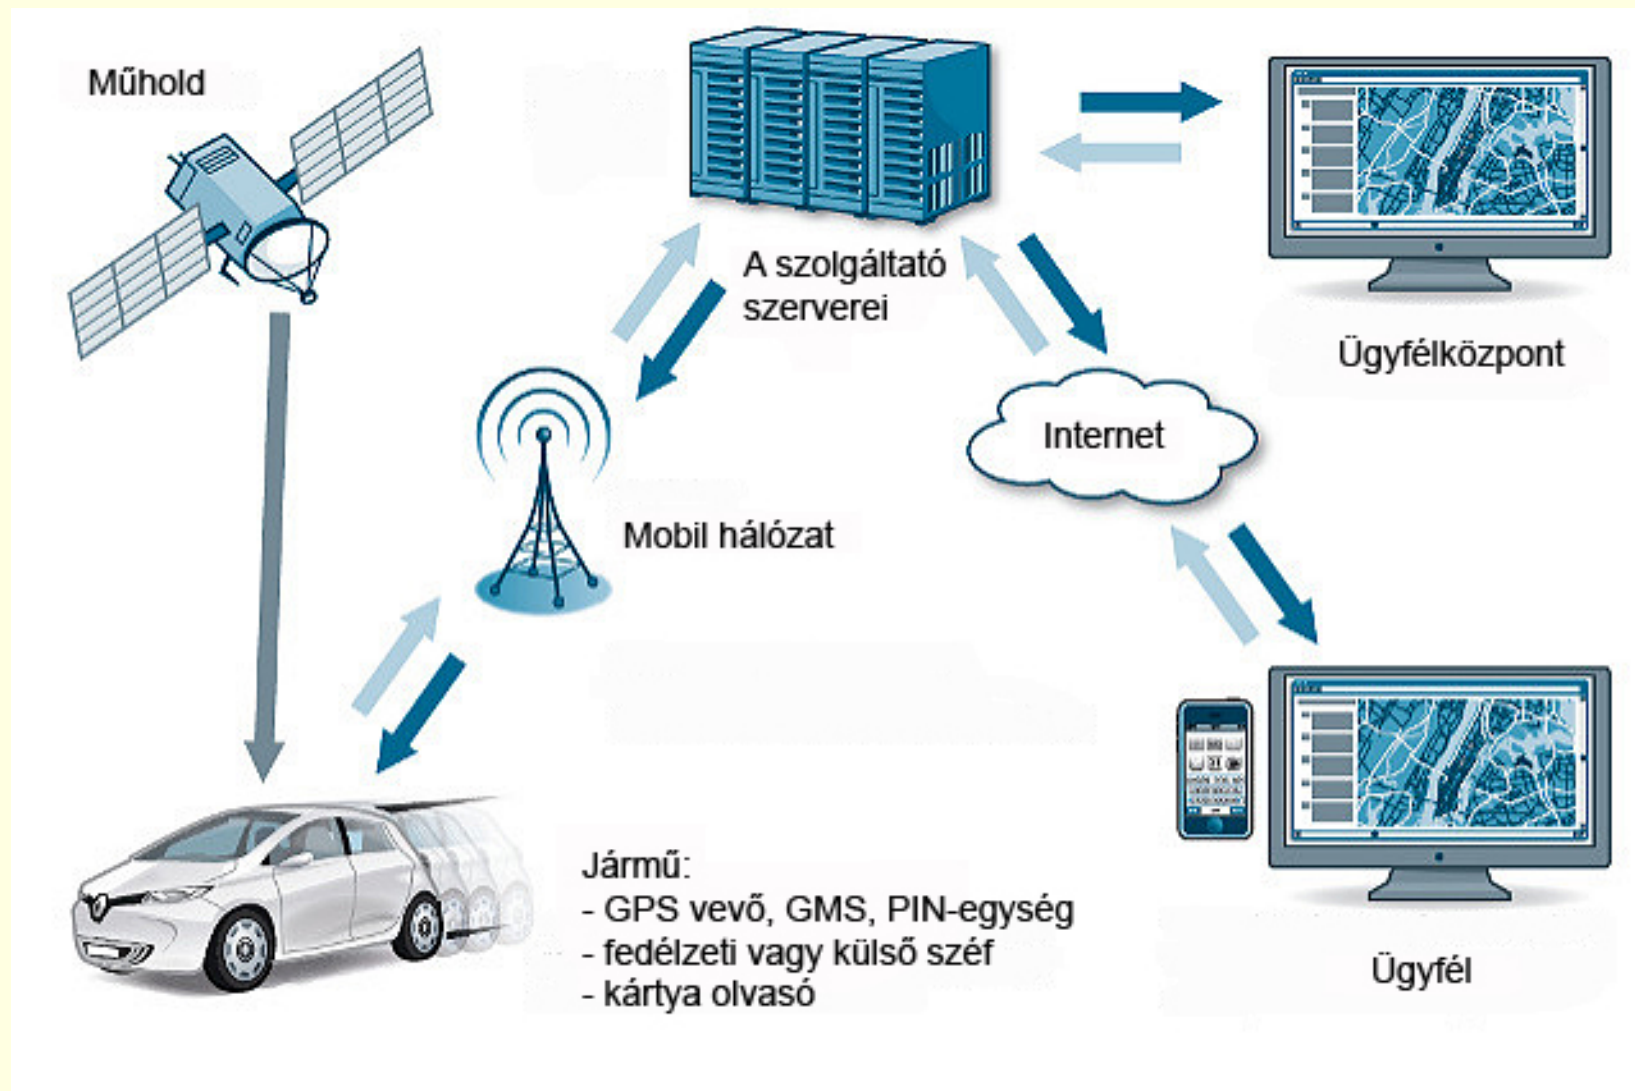 Műhold
A szolgáltató
szerverei
Ügyfélközpont
Internet
Mobil hálózat
Jármű:
- GPS vevő, GMS, PIN-egység
- fedélzeti vagy külső széf
- kártya olvasó
Ügyfél